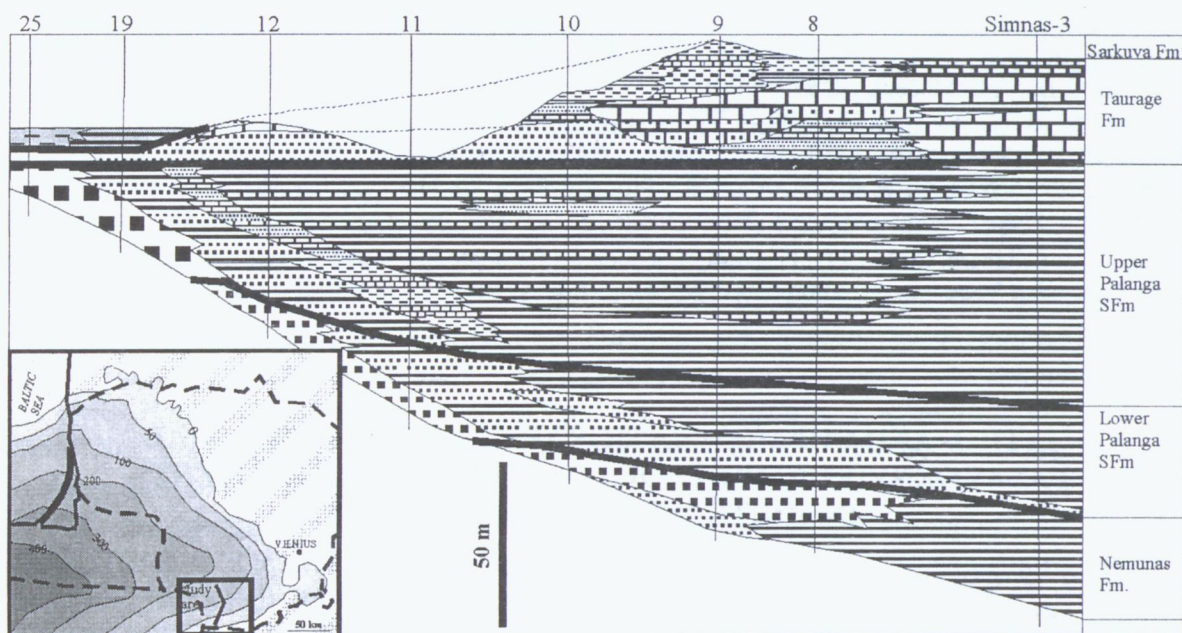 25 19 12 11 10 9 8 Simnas-3
Sarkuva Fm
Taurage
Fm
Upper
Palanga
SFm
Lower
Palanga
SFm
Nemunas
Fm.
50 m
BALTIC
SEA
0
50
100
200
300
VILNIUS
50 km